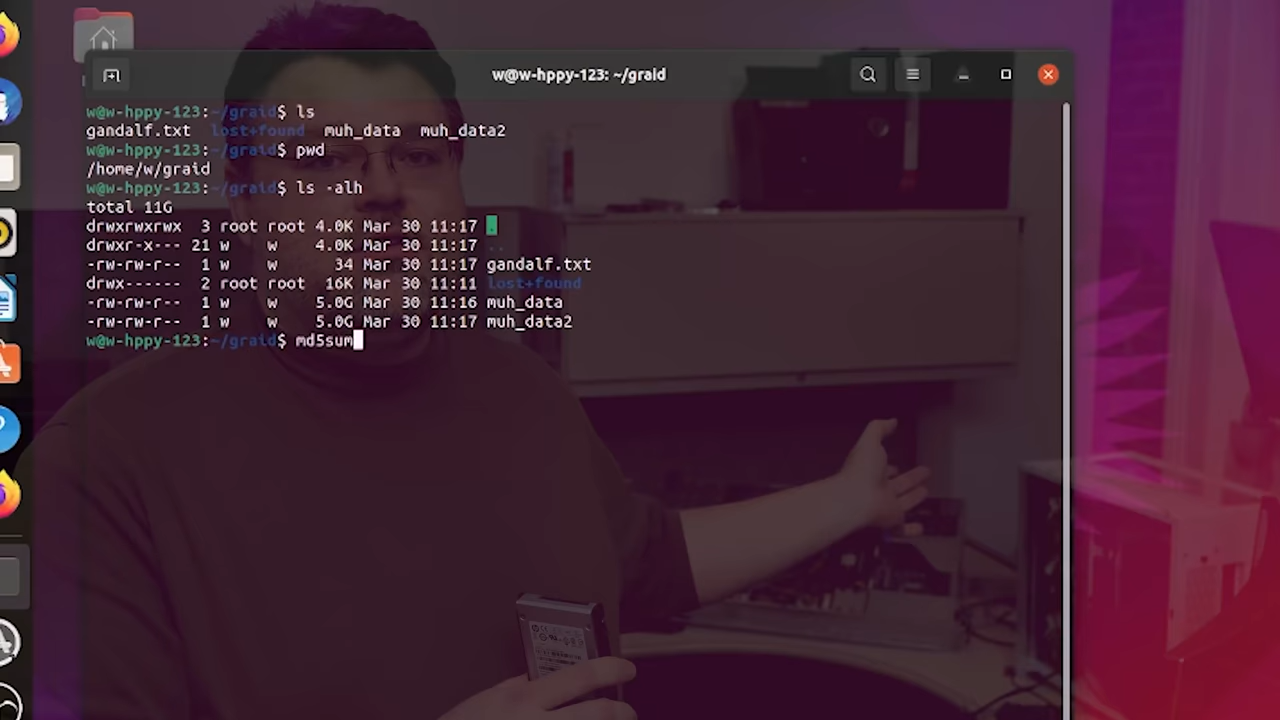 w@w-hppy-123: ~/graid
w@w-hppy-123:~/graid$ ls
gandalf.txt  lost+found  muh_data  muh_data2
w@w-hppy-123:~/graid$ pwd
/home/w/graid
w@w-hppy-123:~/graid$ ls -alh
total 11G
drwxrwxrwx  3 root root 4.0K Mar 30 11:17 .
drwxr-x--- 21 w    w    4.0K Mar 30 11:17 ..
-rw-rw-r--  1 w    w      34 Mar 30 11:17 gandalf.txt
drwx------  2 root root  16K Mar 30 11:11 lost+found
-rw-rw-r--  1 w    w    5.0G Mar 30 11:16 muh_data
-rw-rw-r--  1 w    w    5.0G Mar 30 11:17 muh_data2
w@w-hppy-123:~/graid$ md5sum